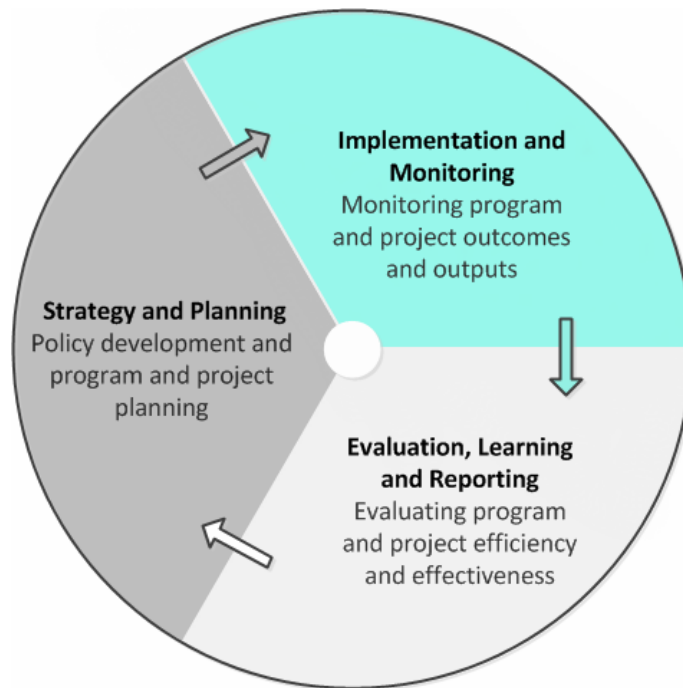 Implementation and
Monitoring
Monitoring program
and project outcomes
and outputs
Strategy and Planning
Policy development and
program and project
planning
Evaluation, Learning
and Reporting
Evaluating program
and project efficiency
and effectiveness